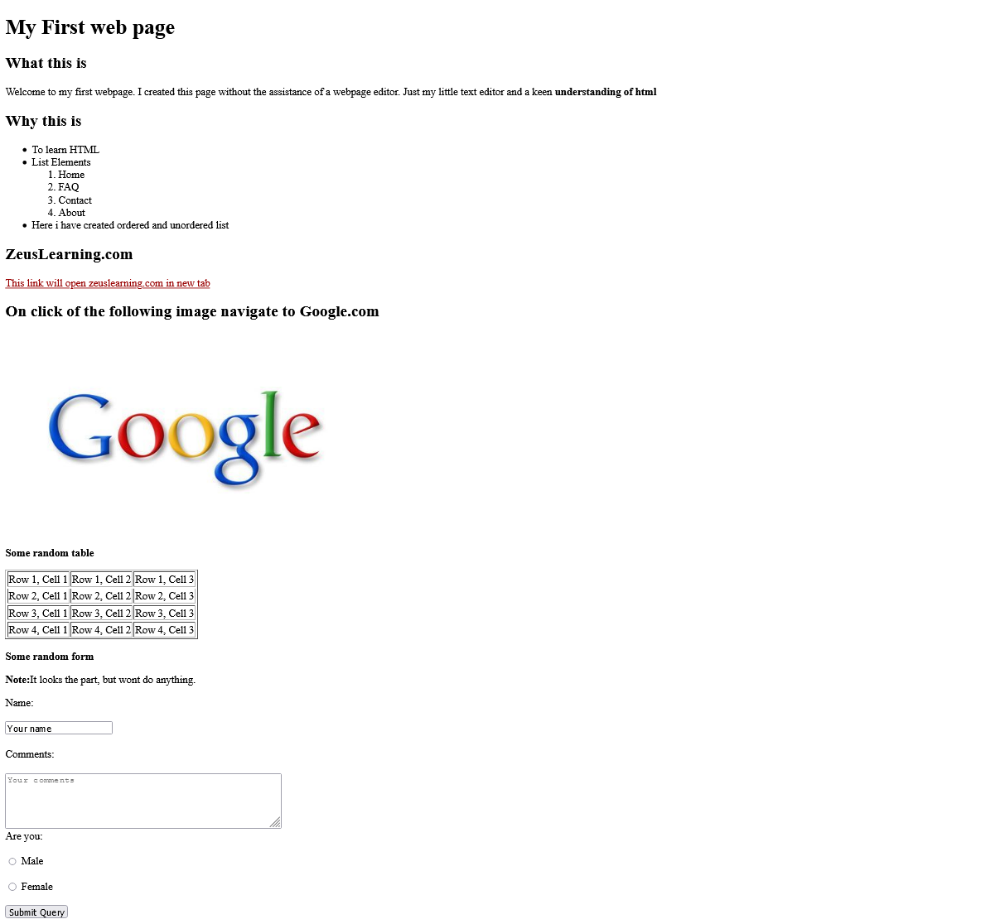 My First web page
What this is
Welcome to my first webpage. I created this page without the assistance of a webpage editor. Just my little text editor and a keen understanding of html
Why this is
To learn HTML
List Elements
1. Home
2. FAQ
3. Contact
4. About
Here i have created ordered and unordered list
ZeusLearning.com
This link will open zeuslearning.com in new tab
On click of the following image navigate to Google.com
Google
Some random table
Row 1, Cell 1 Row 1, Cell 2 Row 1, Cell 3
Row 2, Cell 1 Row 2, Cell 2 Row 2, Cell 3
Row 3, Cell 1 Row 3, Cell 2 Row 3, Cell 3
Row 4, Cell 1 Row 4, Cell 2 Row 4, Cell 3
Some random form
Note:It looks the part, but wont do anything.
Name:
Your name
Comments:
Your comments
Are you:
Male
Female
Submit Query